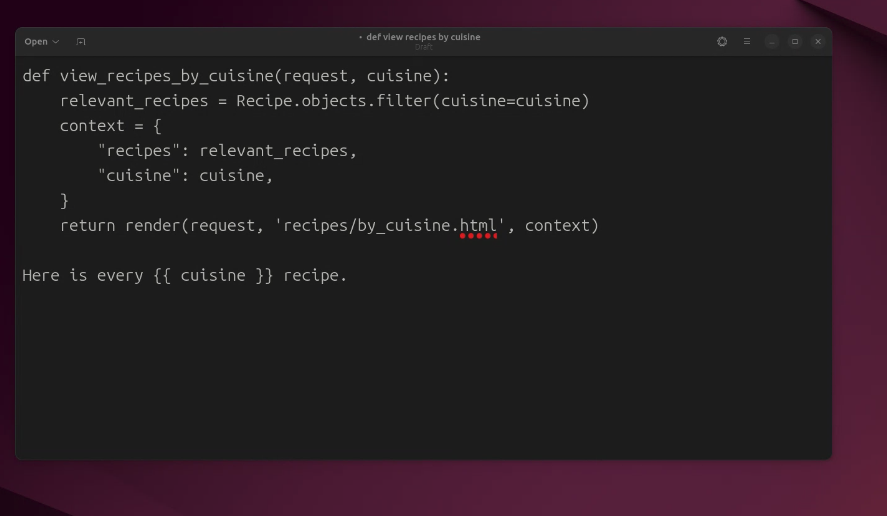 Open
• def view recipes by cuisine
Draft
def view_recipes_by_cuisine(request, cuisine):
    relevant_recipes = Recipe.objects.filter(cuisine=cuisine)
    context = {
        "recipes": relevant_recipes,
        "cuisine": cuisine,
    }
    return render(request, 'recipes/by_cuisine.html', context)

Here is every {{ cuisine }} recipe.